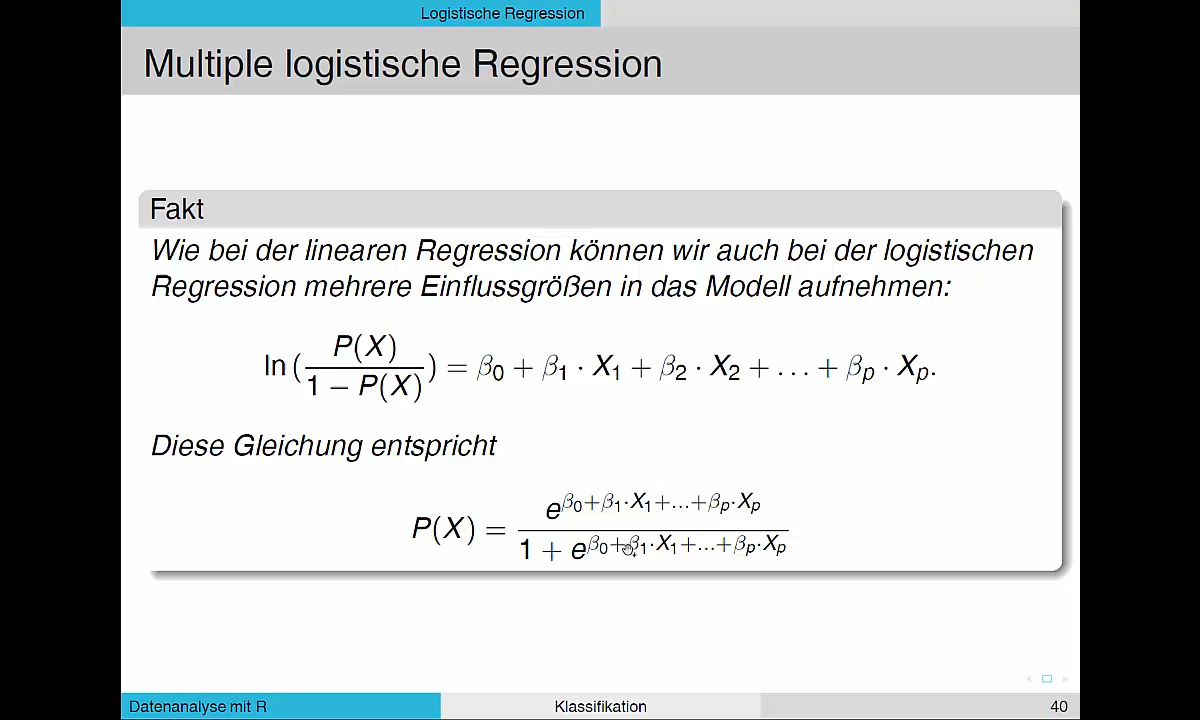 Logistische Regression
Multiple logistische Regression
Fakt
Wie bei der linearen Regression können wir auch bei der logistischen
Regression mehrere Einflussgrößen in das Modell aufnehmen:
ln (P(X) / 1 − P(X)) = β₀ + β₁ · X₁ + β₂ · X₂ + … + βₚ · Xₚ.
Diese Gleichung entspricht
P(X) = e^(β₀+β₁·X₁+…+βₚ·Xₚ) / 1 + e^(β₀+β₁·X₁+…+βₚ·Xₚ)
Datenanalyse mit R Klassifikation 40